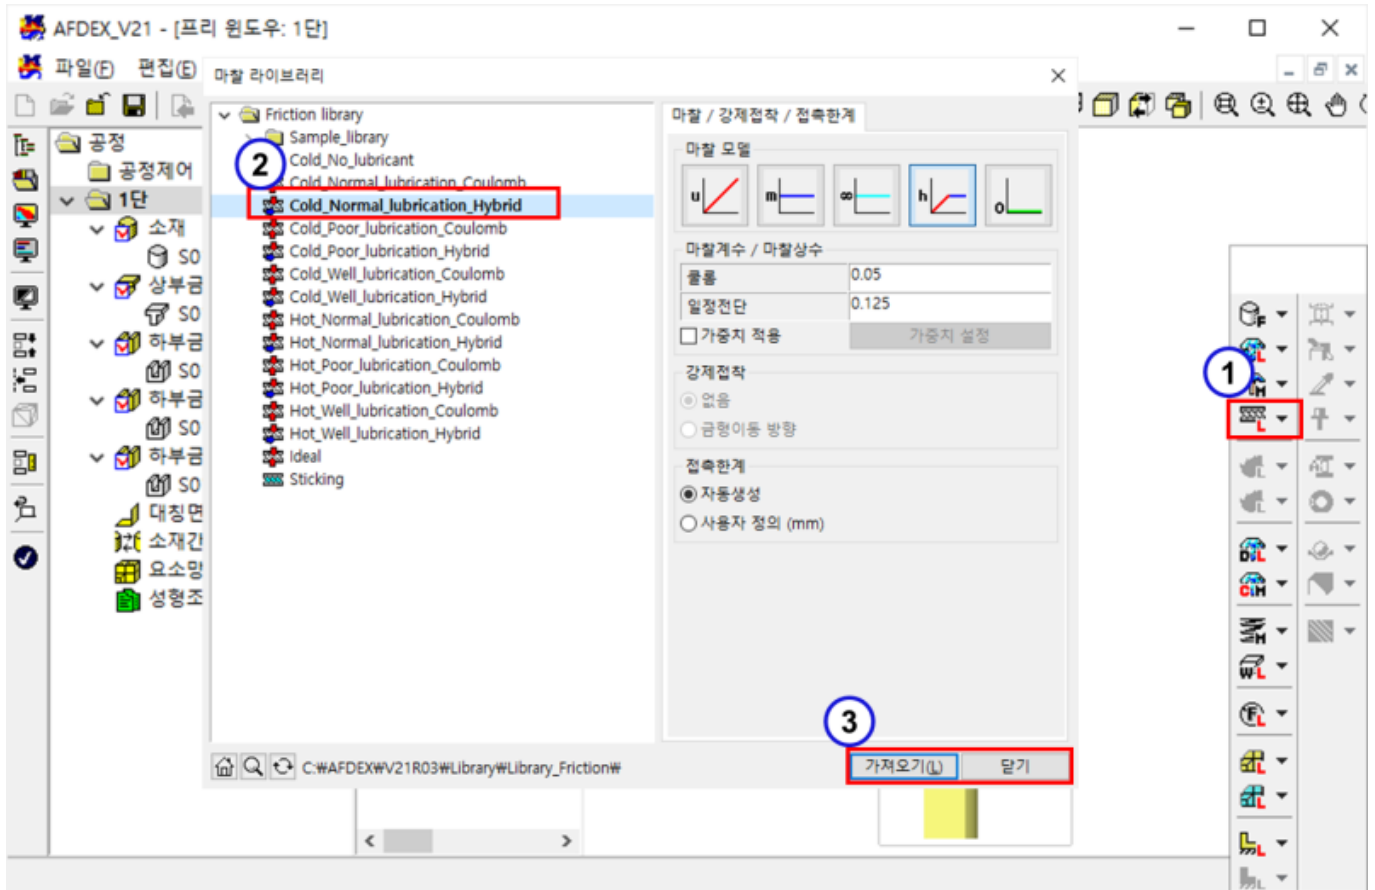 AFDEX_V21 - [프리 윈도우: 1단]
파일(F) 편집(E)
마찰 라이브러리
공정
공정제어
1단
소재
S0
상부금
S0
하부금
S0
하부금
S0
하부금
S0
대칭면
소재간
요소망
성형조
Friction library
Sample_library
Cold_No_lubricant
Cold_Normal_lubrication_Coulomb
Cold_Normal_lubrication_Hybrid
Cold_Poor_lubrication_Coulomb
Cold_Poor_lubrication_Hybrid
Cold_Well_lubrication_Coulomb
Cold_Well_lubrication_Hybrid
Hot_Normal_lubrication_Coulomb
Hot_Normal_lubrication_Hybrid
Hot_Poor_lubrication_Coulomb
Hot_Poor_lubrication_Hybrid
Hot_Well_lubrication_Coulomb
Hot_Well_lubrication_Hybrid
Ideal
Sticking
2
마찰 / 강제접착 / 접촉한계
마찰 모델
u m ∞ h o
마찰계수 / 마찰상수
쿨롱 0.05
일정전단 0.125
가중치 적용 가중치 설정
강제접착
없음
금형이동 방향
접촉한계
자동생성
사용자 정의 (mm)
3
C:₩AFDEX₩V21R03₩Library₩Library_Friction₩
가져오기(L) 닫기
1
F
L
M
L
L
L
D:L
C:M
M
W L
F L
L
L
L
L